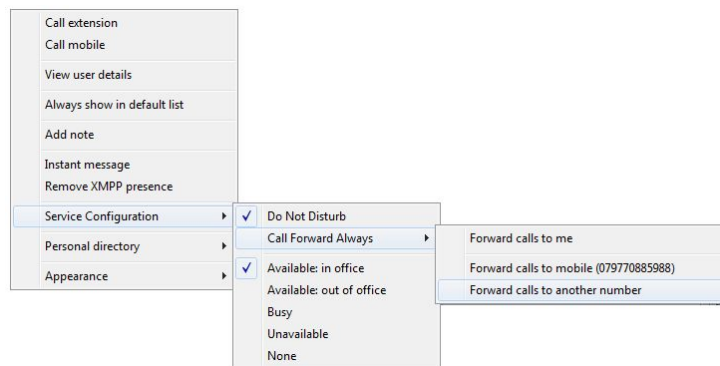 Call extension
Call mobile
View user details
Always show in default list
Add note
Instant message
Remove XMPP presence
Service Configuration
Personal directory
Appearance
Do Not Disturb
Call Forward Always
Available: in office
Available: out of office
Busy
Unavailable
None
Forward calls to me
Forward calls to mobile (079770885988)
Forward calls to another number